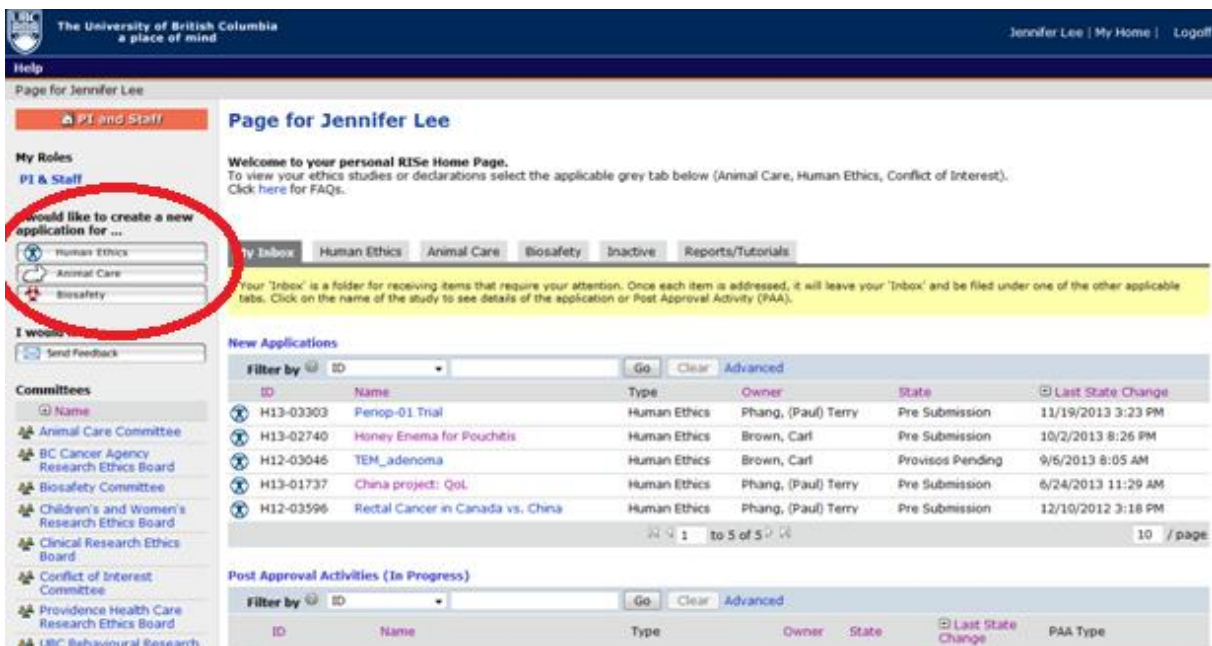 UBC
The University of British Columbia
a place of mind
Jennifer Lee | My Home | Logoff
Help
Page for Jennifer Lee
PI and Staff
My Roles
PI & Staff
would like to create a new
application for ...
Human Ethics
Animal Care
Biosafety
I would
Send Feedback
Committees
Name
Animal Care Committee
BC Cancer Agency
Research Ethics Board
Biosafety Committee
Children's and Women's
Research Ethics Board
Clinical Research Ethics
Board
Conflict of Interest
Committee
Providence Health Care
Research Ethics Board
UBC Behavioural Research
Page for Jennifer Lee
Welcome to your personal RISe Home Page.
To view your ethics studies or declarations select the applicable grey tab below (Animal Care, Human Ethics, Conflict of Interest).
Click here for FAQs.
My Inbox Human Ethics Animal Care Biosafety Inactive Reports/Tutorials
Your 'Inbox' is a folder for receiving items that require your attention. Once each item is addressed, it will leave your 'Inbox' and be filed under one of the other applicable
tabs. Click on the name of the study to see details of the application or Post Approval Activity (PAA).
New Applications
Filter by ID Go Clear Advanced
ID Name Type Owner State Last State Change
H13-03303 Periop-01 Trial Human Ethics Phang, (Paul) Terry Pre Submission 11/19/2013 3:23 PM
H13-02740 Honey Enema for Pouchitis Human Ethics Brown, Carl Pre Submission 10/2/2013 8:26 PM
H12-03046 TEM_adenoma Human Ethics Brown, Carl Provisos Pending 9/6/2013 8:05 AM
H13-01737 China project: QoL Human Ethics Phang, (Paul) Terry Pre Submission 6/24/2013 11:29 AM
H12-03596 Rectal Cancer in Canada vs. China Human Ethics Phang, (Paul) Terry Pre Submission 12/10/2012 3:18 PM
1 to 5 of 5 10 / page
Post Approval Activities (In Progress)
Filter by ID Go Clear Advanced
ID Name Type Owner State Last State Change PAA Type